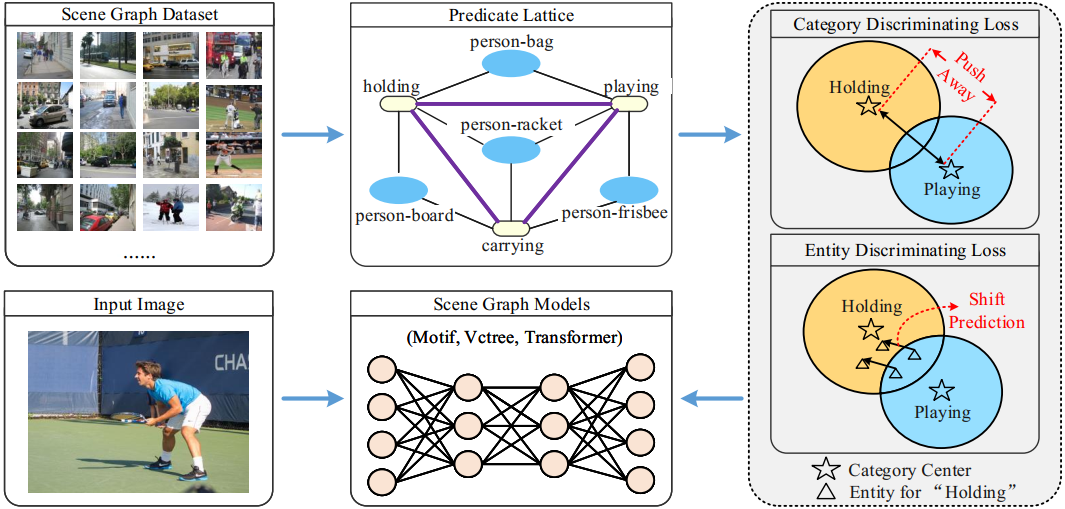 Scene Graph Dataset
......
Predicate Lattice
person-bag
holding
playing
person-racket
person-board
person-frisbee
carrying
Category Discriminating Loss
Holding
Push
Away
Playing
Entity Discriminating Loss
Holding
Shift
Prediction
Playing
Category Center
Entity for “Holding”
Input Image
CHAS
Scene Graph Models
(Motif, Vctree, Transformer)